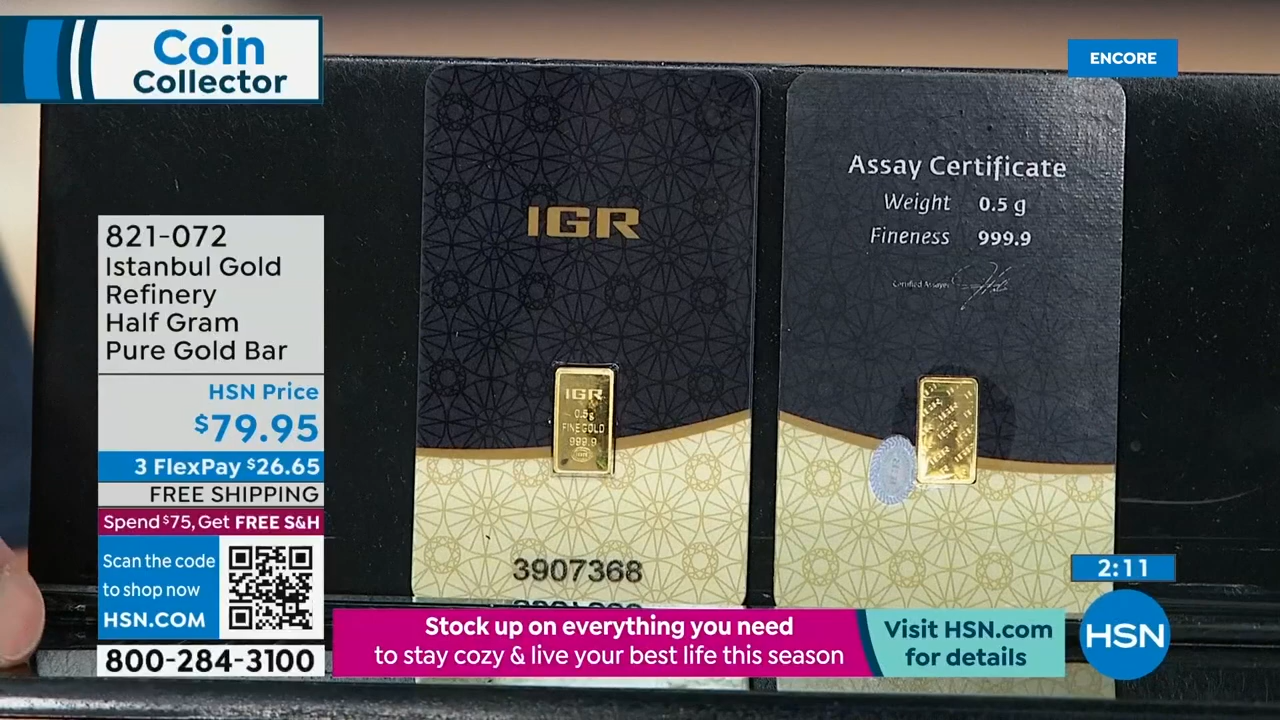 Coin
Collector
ENCORE
821-072
Istanbul Gold
Refinery
Half Gram
Pure Gold Bar
HSN Price
$79.95
3 FlexPay $26.65
FREE SHIPPING
Spend $75, Get FREE S&H
Scan the code
to shop now
HSN.COM
800-284-3100
IGR
IGR
0.5g
FINE GOLD
999.9
IGR
3907368
Assay Certificate
Weight 0.5 g
Fineness 999.9
Certified Assayer
2:11
Stock up on everything you need
to stay cozy & live your best life this season
Visit HSN.com
for details
HSN